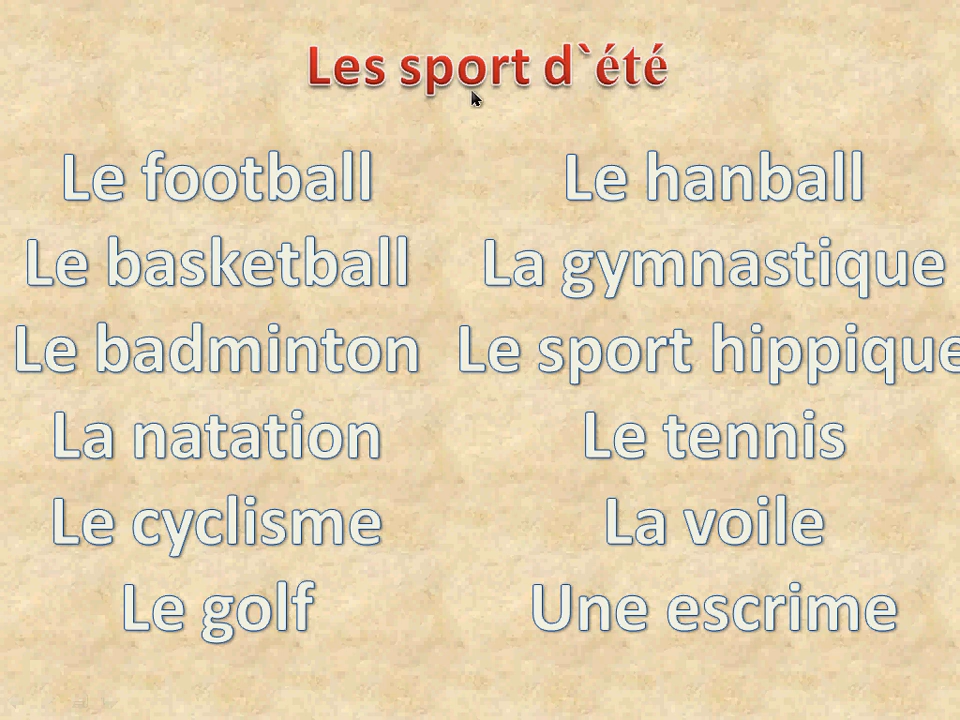 Les sport d`été
Le football
Le basketball
Le badminton
La natation
Le cyclisme
Le golf
Le hanball
La gymnastique
Le sport hippique
Le tennis
La voile
Une escrime